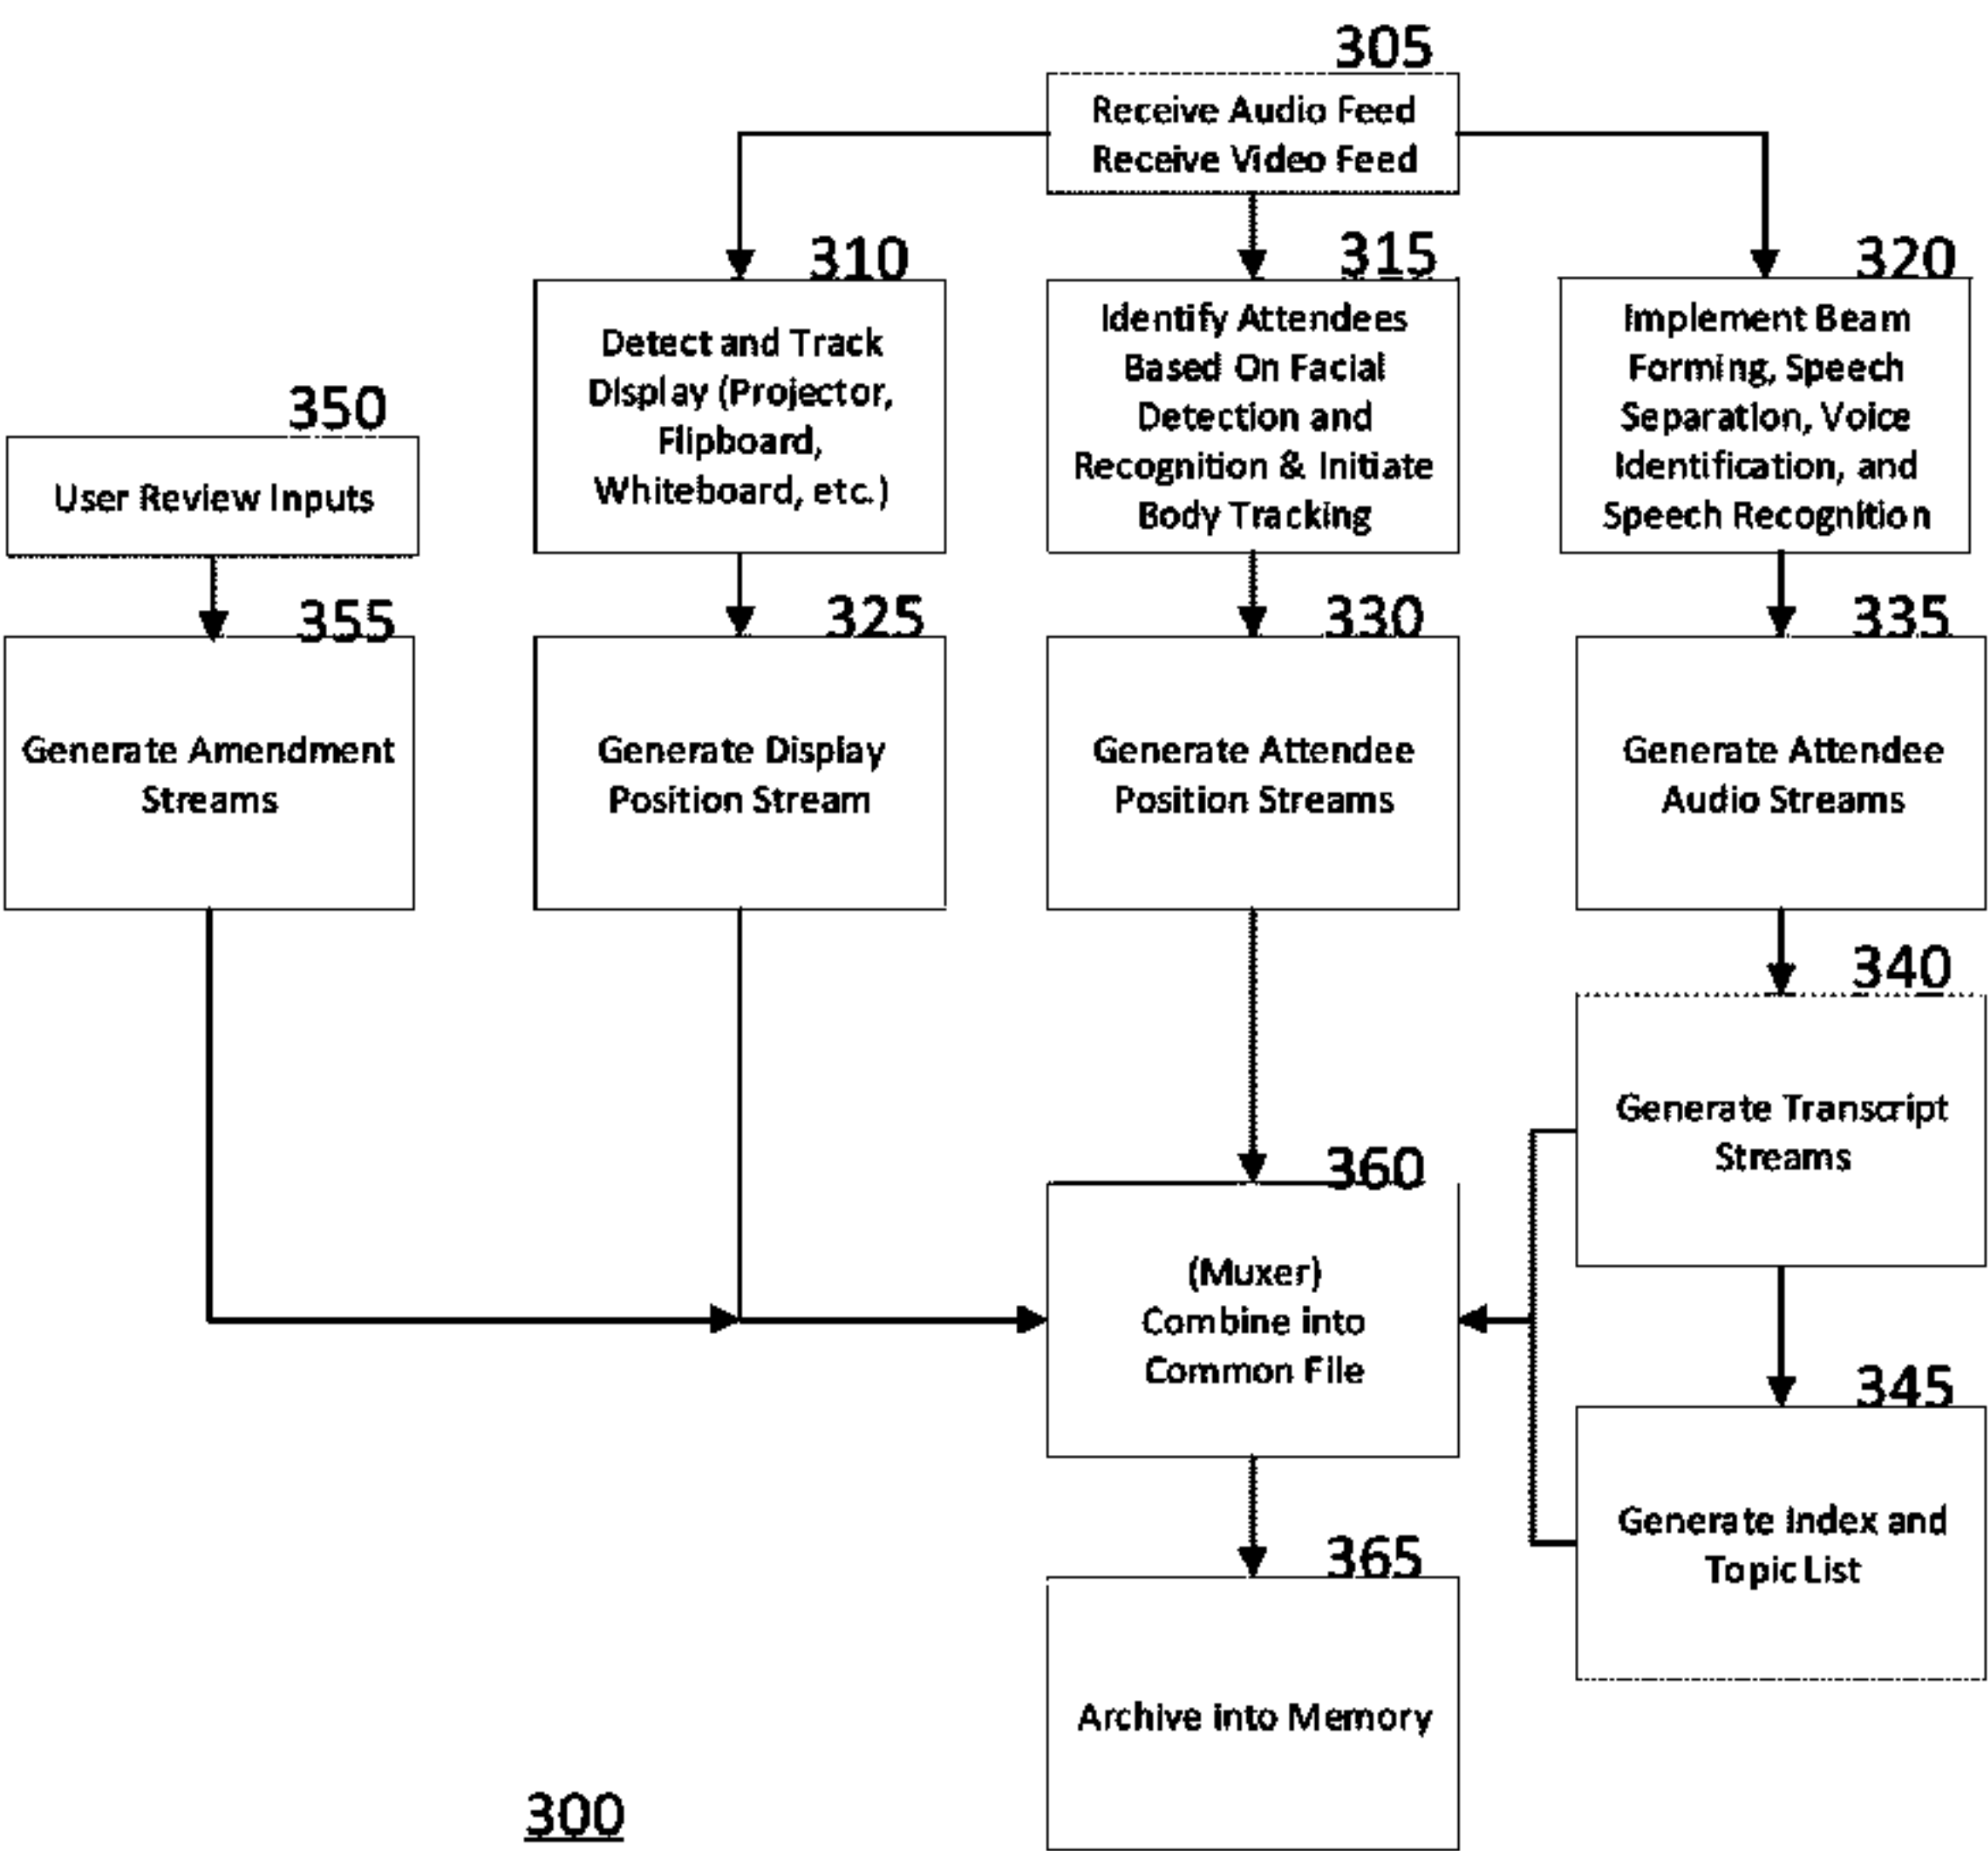 305
Receive Audio Feed
Receive Video Feed
310
Detect and Track
Display (Projector,
Flipboard,
Whiteboard, etc.)
315
Identify Attendees
Based On Facial
Detection and
Recognition & Initiate
Body Tracking
320
Implement Beam
Forming, Speech
Separation, Voice
Identification, and
Speech Recognition
350
User Review Inputs
355
Generate Amendment
Streams
325
Generate Display
Position Stream
330
Generate Attendee
Position Streams
335
Generate Attendee
Audio Streams
340
Generate Transcript
Streams
360
(Muxer)
Combine into
Common File
345
Generate Index and
Topic List
365
Archive into Memory
300